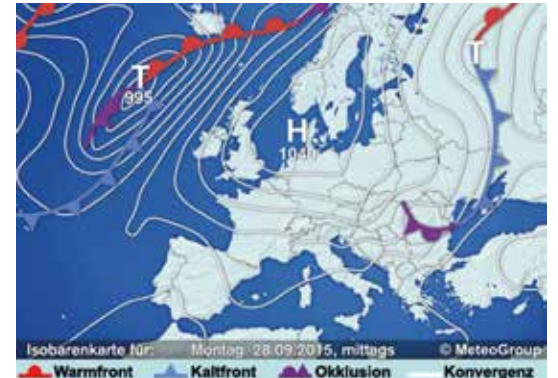 T
995
T
H
1040
Isobarenkarte für: Montag 28.09.2015, mittags © MeteoGroup
Warmfront Kaltfront Okklusion Konvergenz